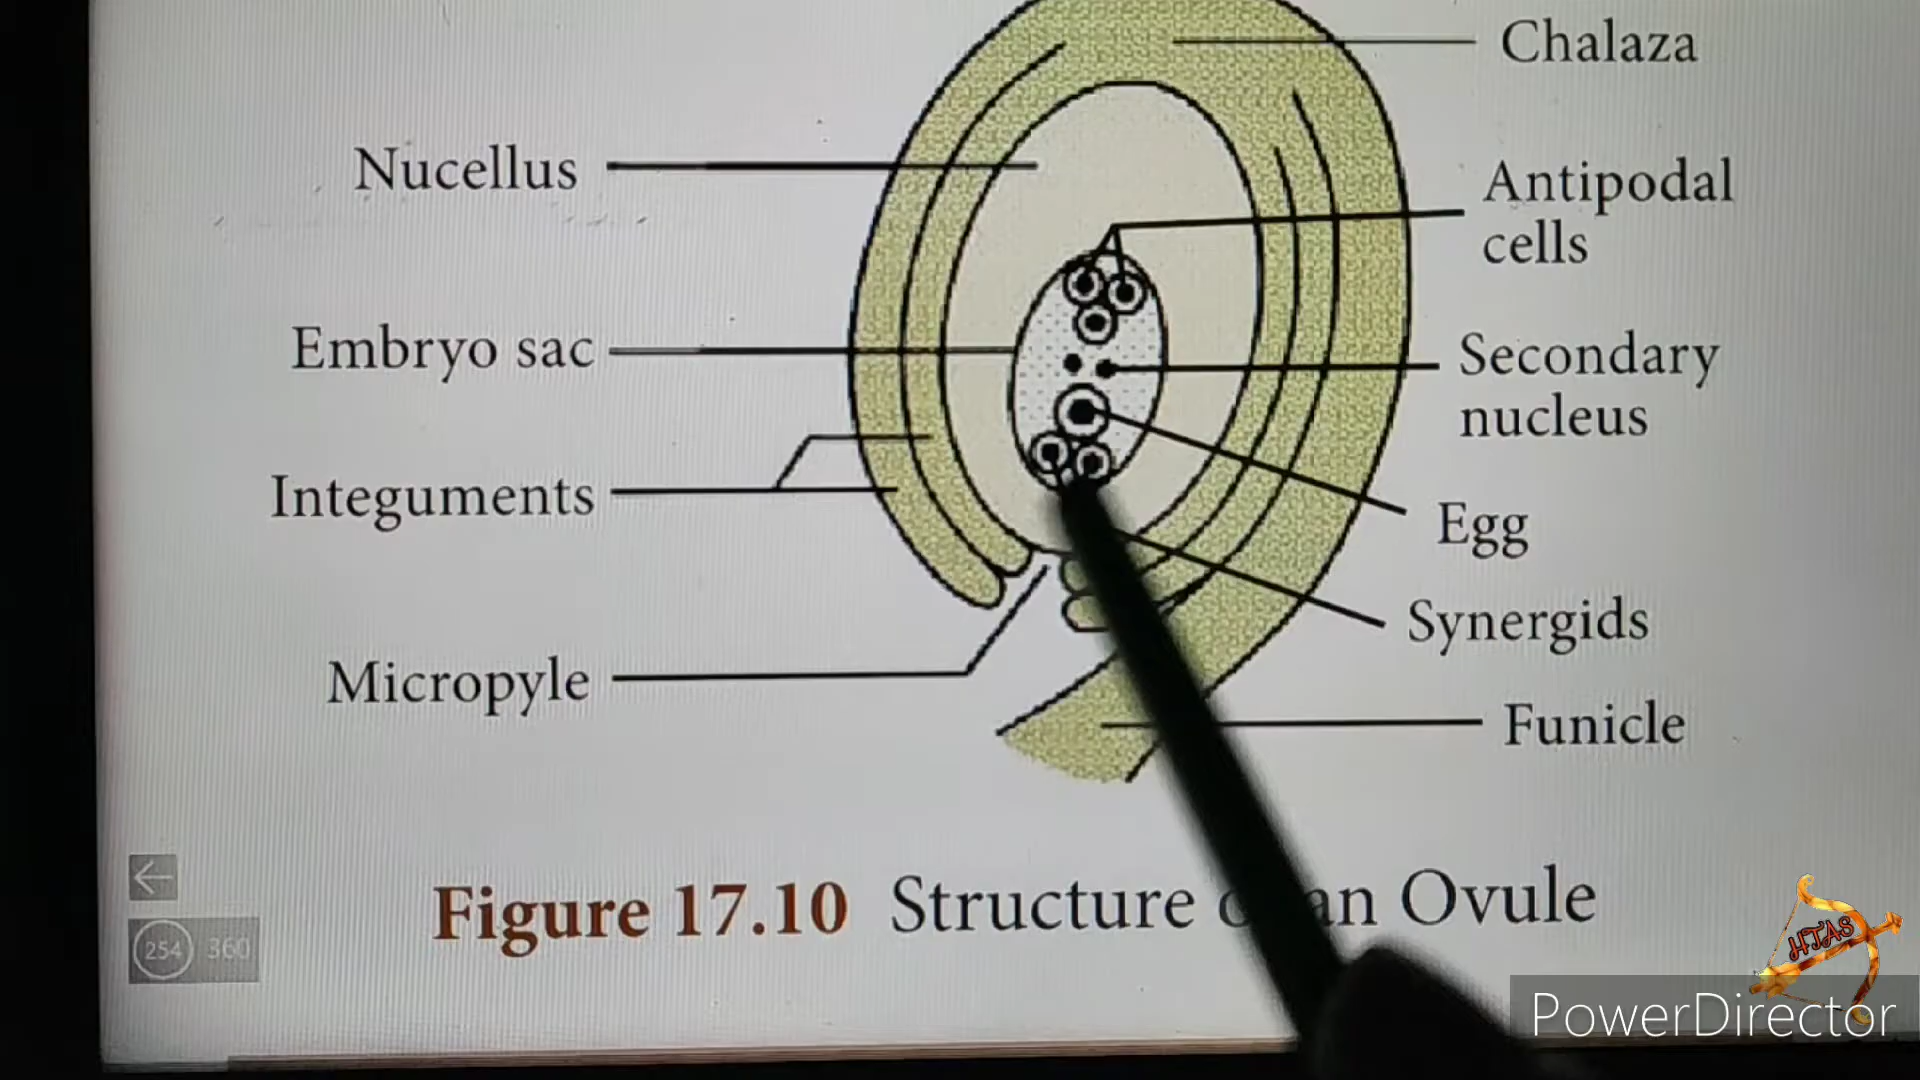 Chalaza
Nucellus
Antipodal
cells
Embryo sac
Secondary
nucleus
Integuments
Egg
Synergids
Micropyle
Funicle
Figure 17.10 Structure an Ovule
254 360
HTAS
PowerDirector